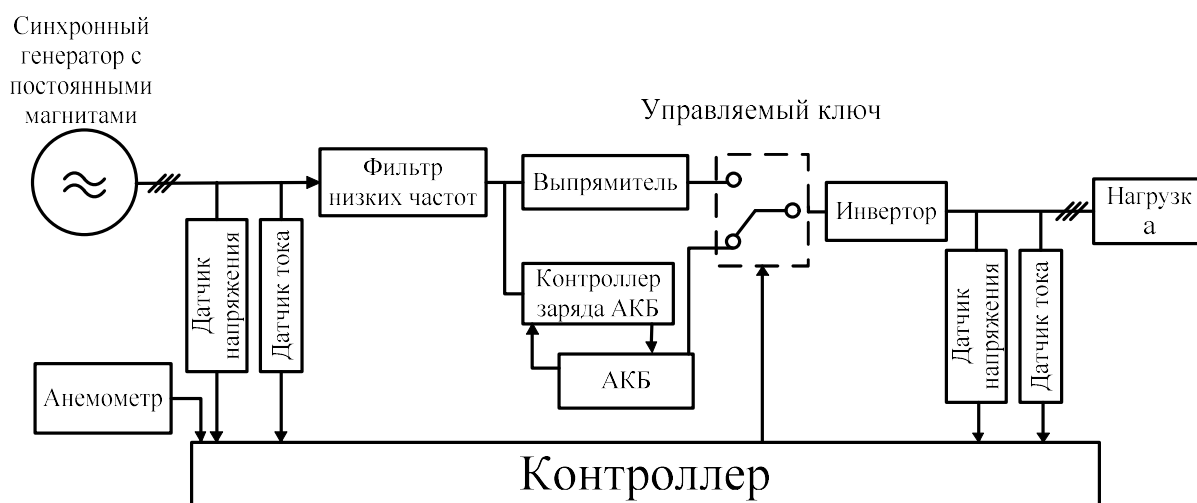 Синхронный
генератор с
постоянными
магнитами
Управляемый ключ
Фильтр
низких частот
Выпрямитель
Инвертор
Нагрузк
а
Датчик
напряжения
Датчик тока
Контроллер
заряда АКБ
АКБ
Датчик
напряжения
Датчик тока
Анемометр
Контроллер